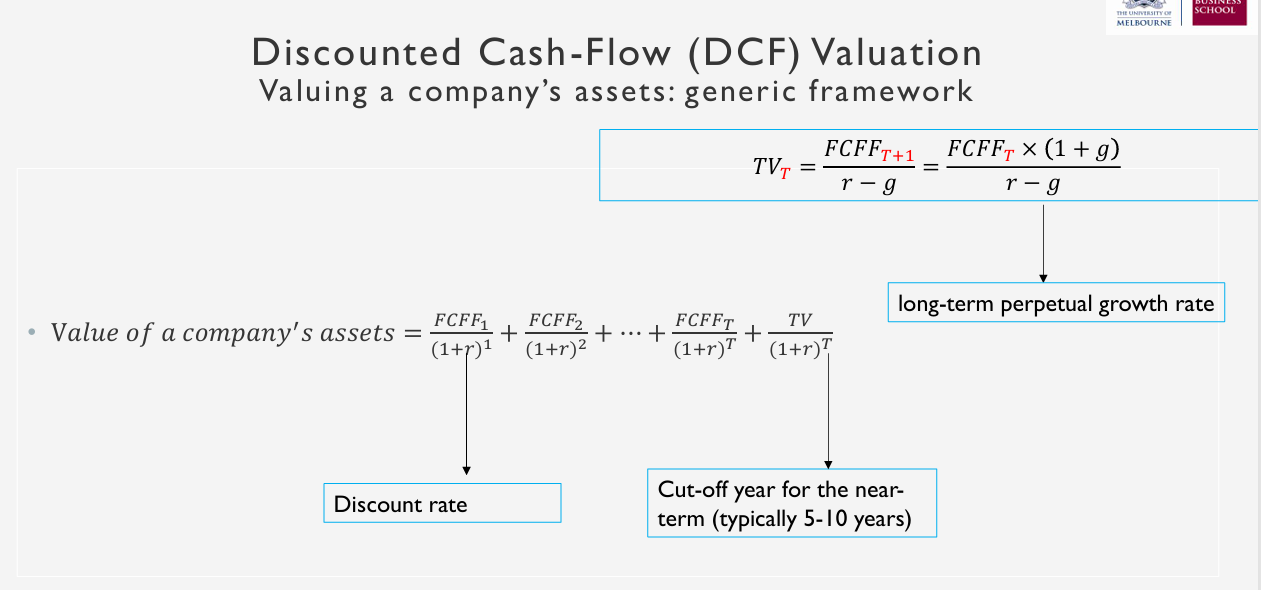 THE UNIVERSITY OF
MELBOURNE
BUSINESS
SCHOOL
Discounted Cash-Flow (DCF) Valuation
Valuing a company's assets: generic framework
TV_T = FCFF_{T+1} / (r − g) = FCFF_T × (1 + g) / (r − g)
long-term perpetual growth rate
• Value of a company's assets = FCFF_1 / (1+r)^1 + FCFF_2 / (1+r)^2 + ⋯ + FCFF_T / (1+r)^T + TV / (1+r)^T
Discount rate
Cut-off year for the near-
term (typically 5-10 years)